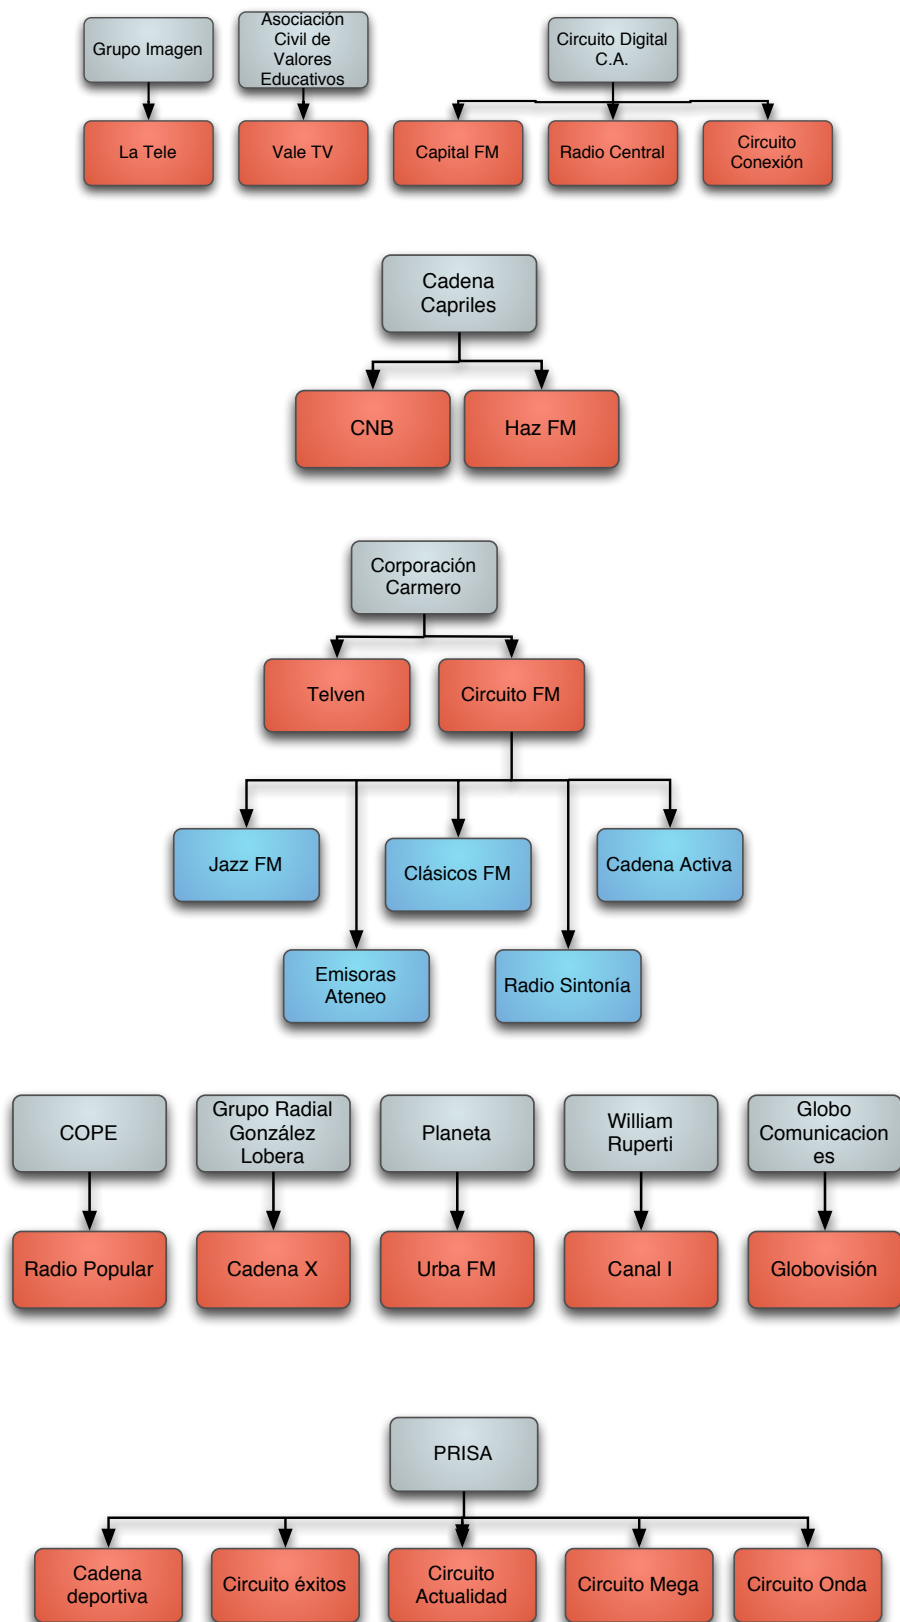 Grupo Imagen
Asociación
Civil de
Valores
Educativos
Circuito Digital
C.A.
La Tele
Vale TV
Capital FM
Radio Central
Circuito
Conexión
Cadena
Capriles
CNB
Haz FM
Corporación
Carmero
Telven
Circuito FM
Jazz FM
Clásicos FM
Cadena Activa
Emisoras
Ateneo
Radio Sintonía
COPE
Grupo Radial
González
Lobera
Planeta
William
Ruperti
Globo
Comunicacion
es
Radio Popular
Cadena X
Urba FM
Canal I
Globovisión
PRISA
Cadena
deportiva
Circuito éxitos
Circuito
Actualidad
Circuito Mega
Circuito Onda